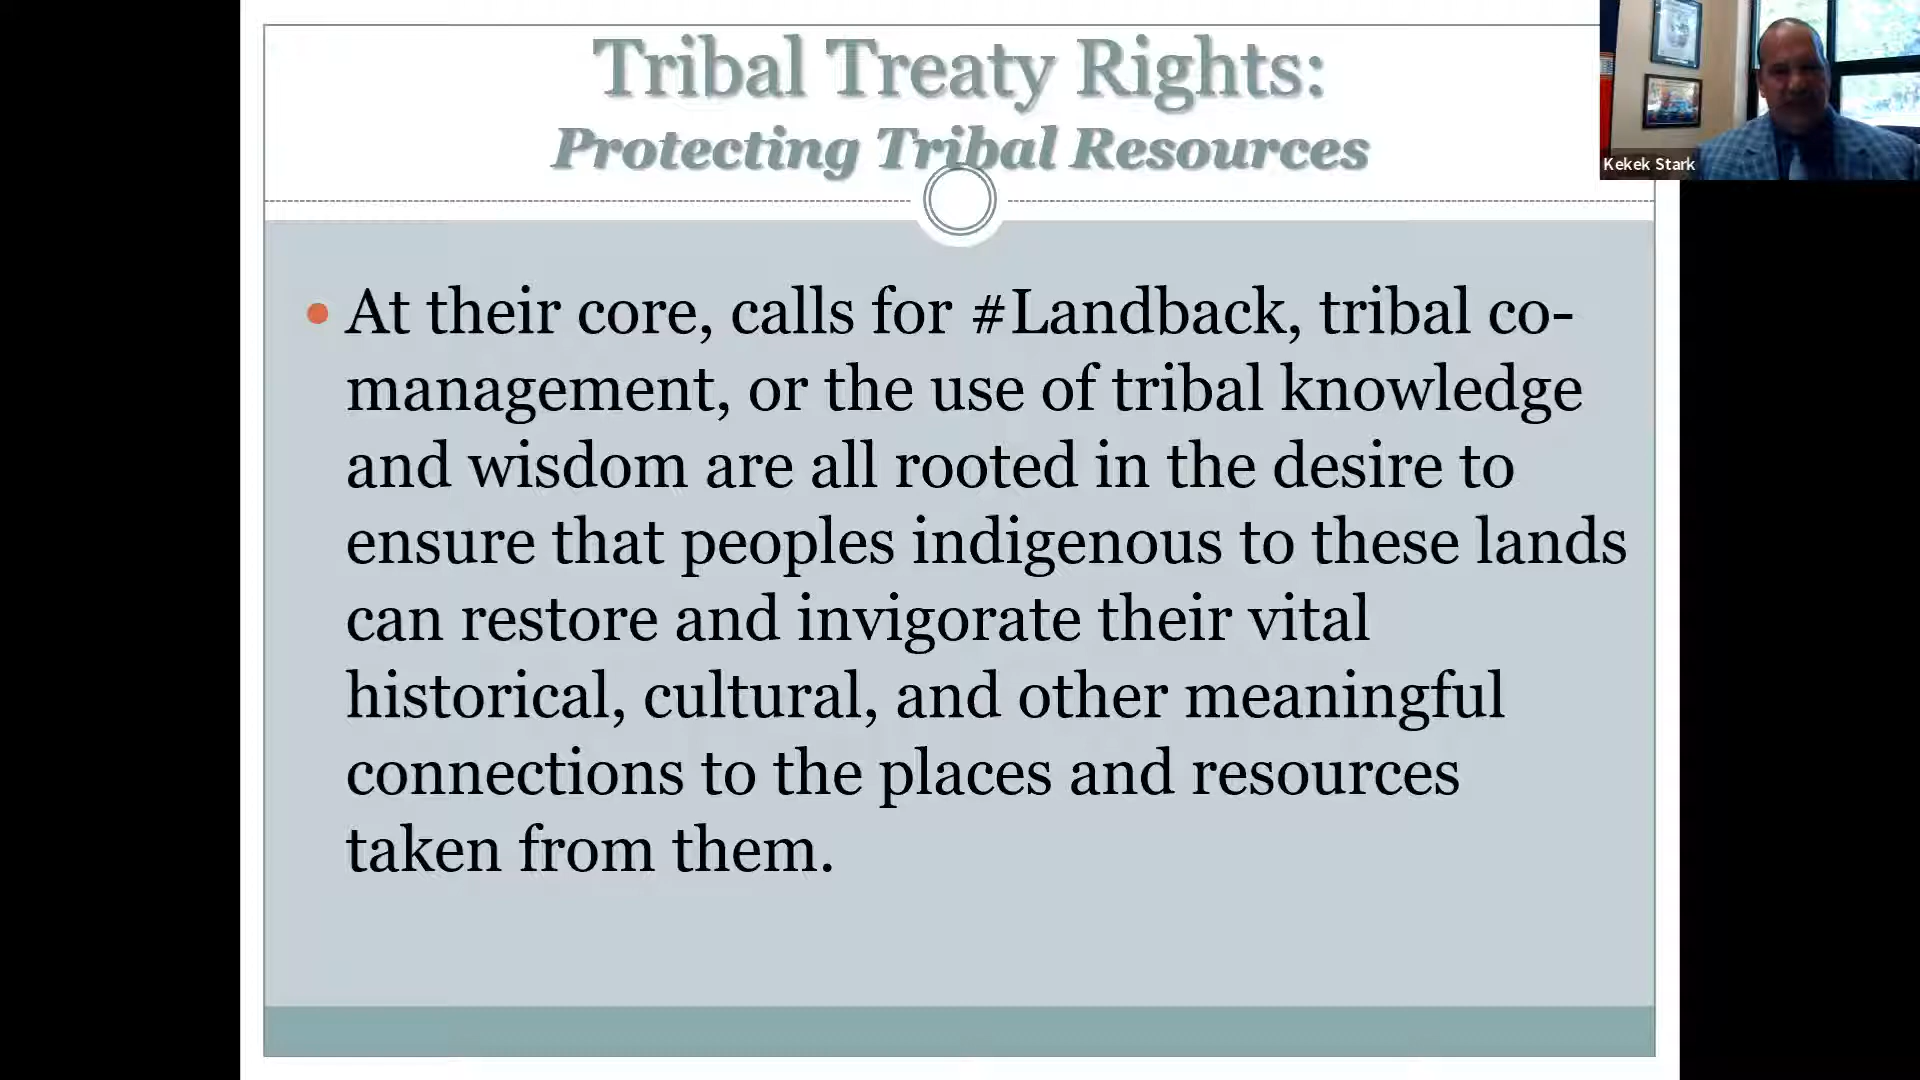 Tribal Treaty Rights:
Protecting Tribal Resources
Kekek Stark
• At their core, calls for #Landback, tribal co-
management, or the use of tribal knowledge
and wisdom are all rooted in the desire to
ensure that peoples indigenous to these lands
can restore and invigorate their vital
historical, cultural, and other meaningful
connections to the places and resources
taken from them.